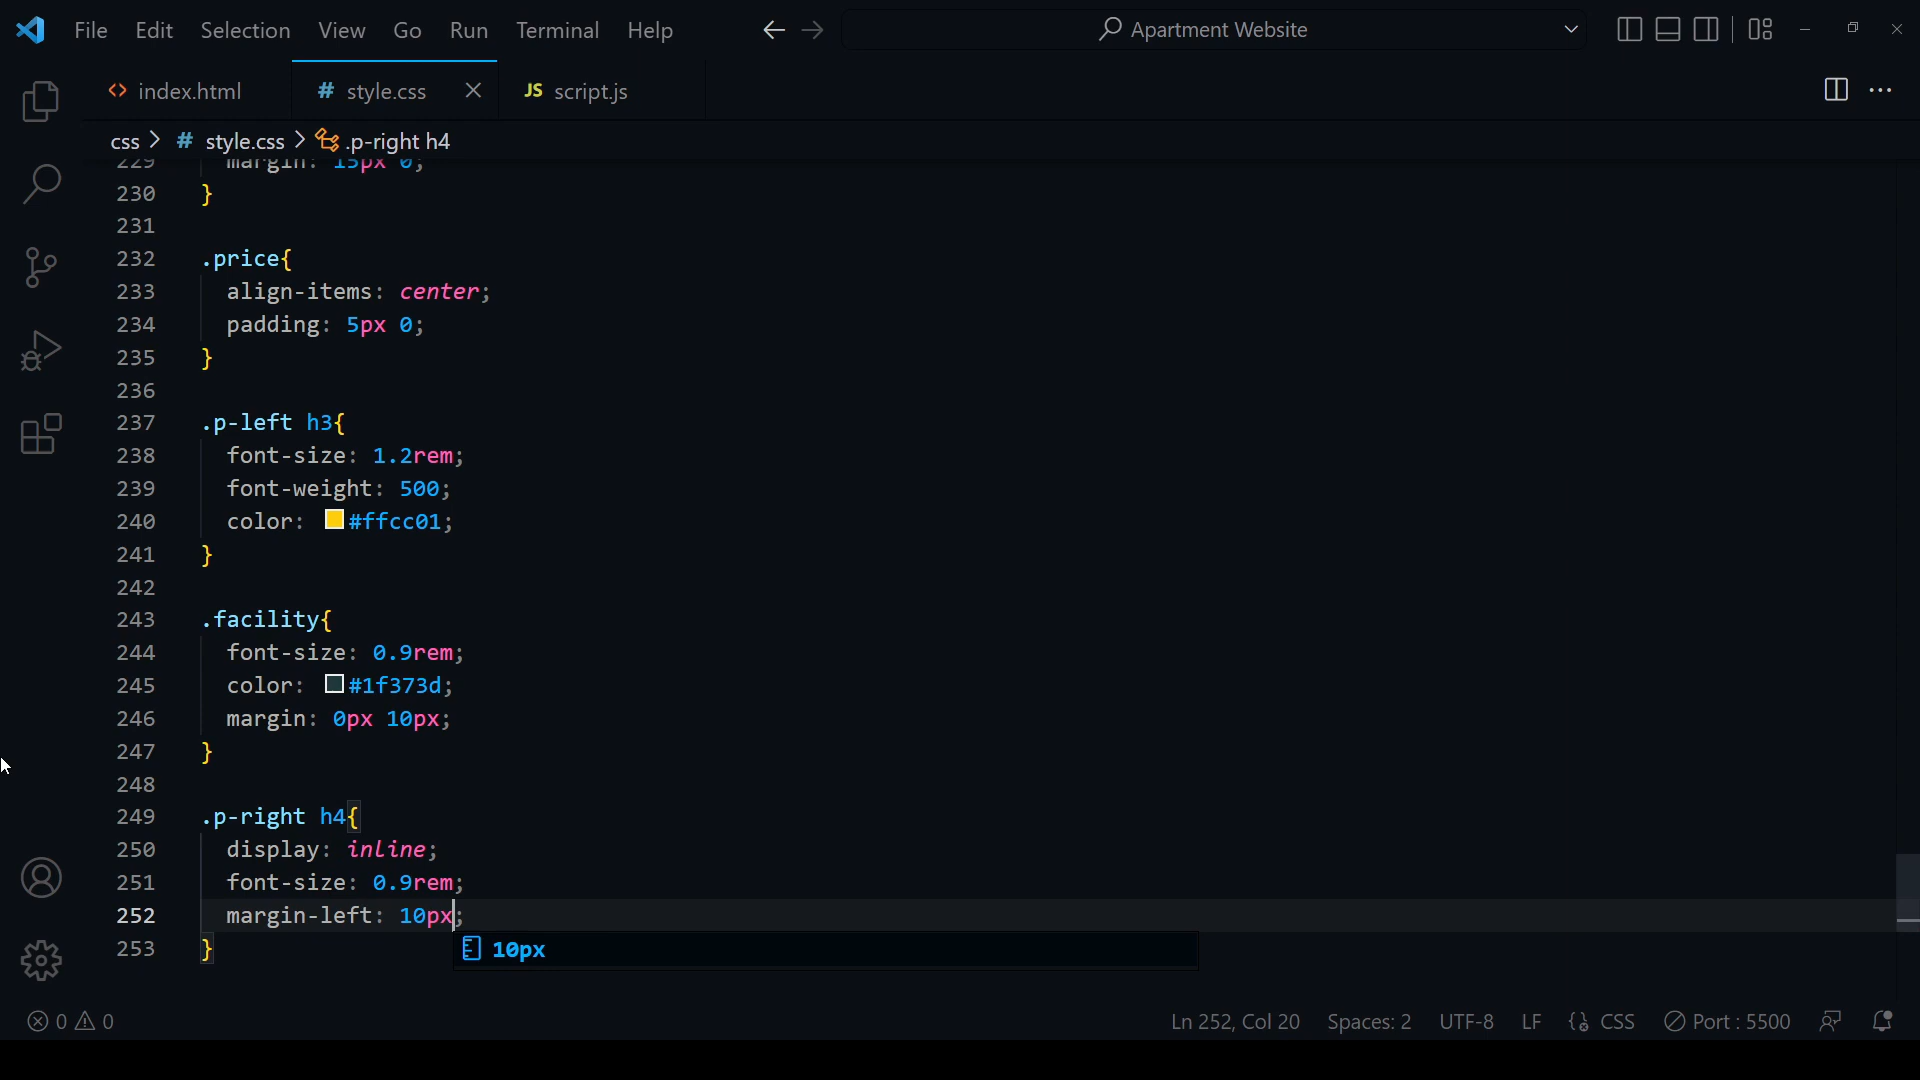 File Edit Selection View Go Run Terminal Help Apartment Website
<> index.html # style.css JS script.js
css > # style.css > .p-right h4
229 margin: 15px 0;
230 }
231
232 .price{
233 align-items: center;
234 padding: 5px 0;
235 }
236
237 .p-left h3{
238 font-size: 1.2rem;
239 font-weight: 500;
240 color: #ffcc01;
241 }
242
243 .facility{
244 font-size: 0.9rem;
245 color: #1f373d;
246 margin: 0px 10px;
247 }
248
249 .p-right h4{
250 display: inline;
251 font-size: 0.9rem;
252 margin-left: 10px;
253 }
10px
0 0 Ln 252, Col 20 Spaces: 2 UTF-8 LF {} CSS Port : 5500